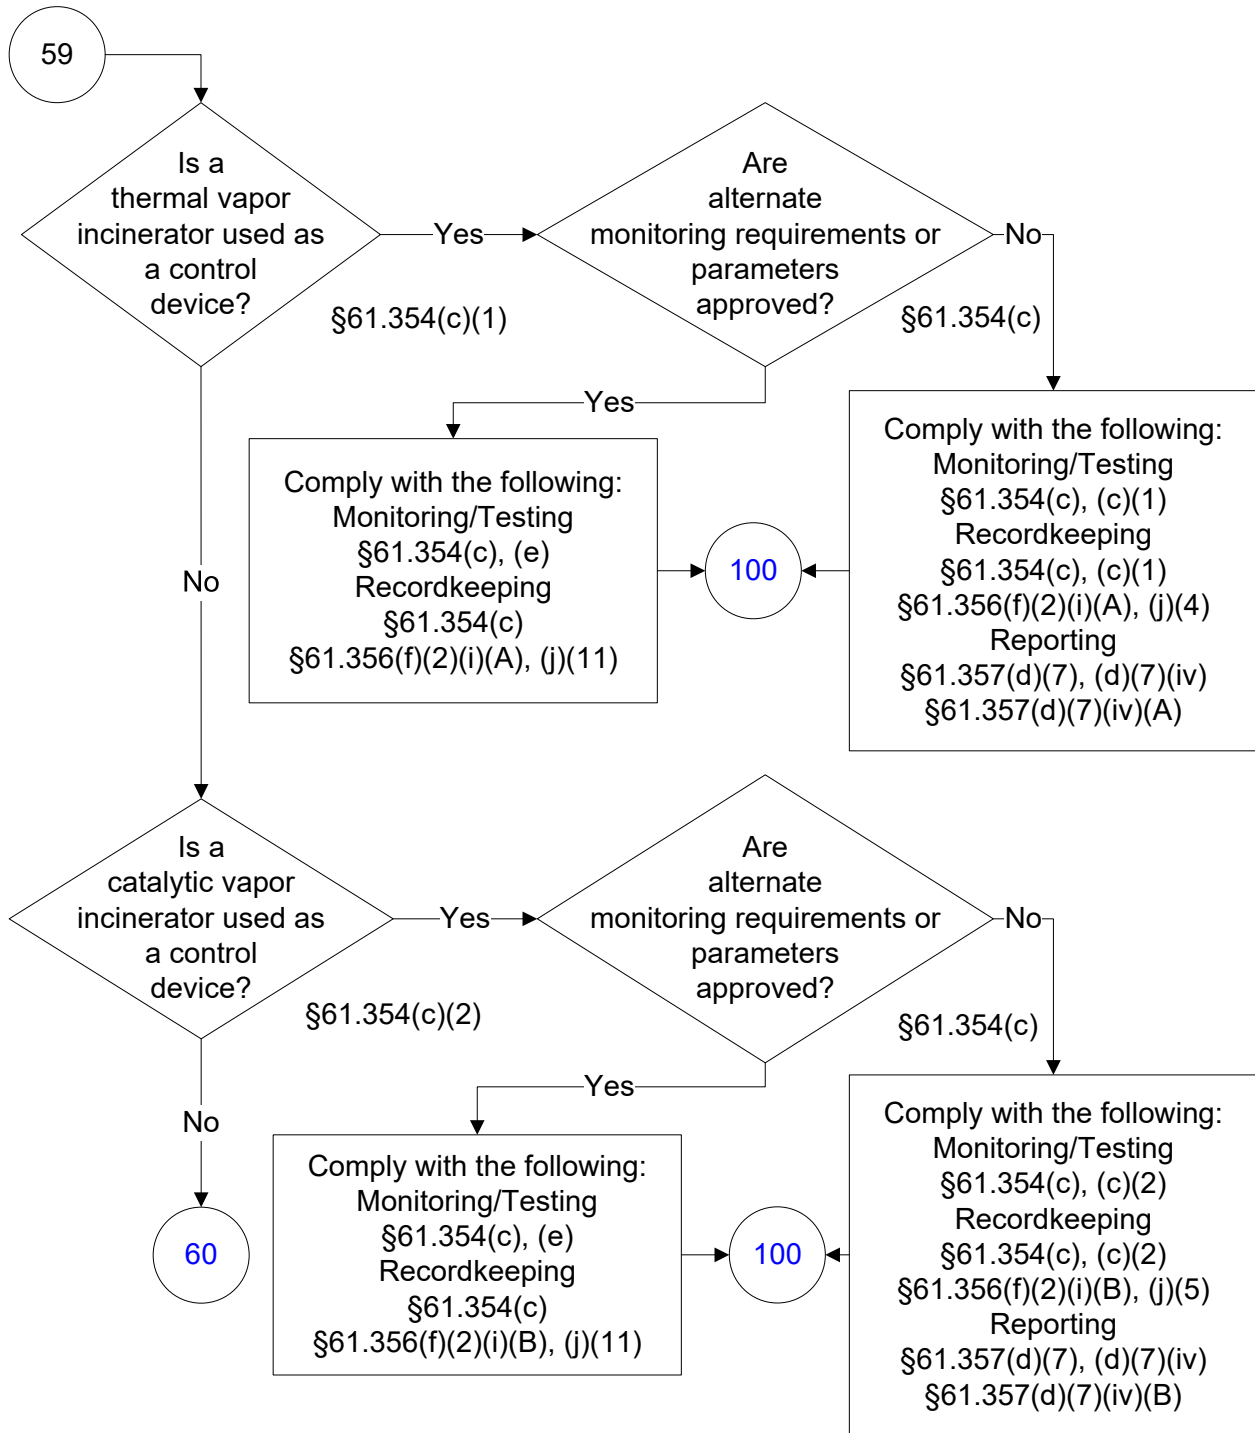 59
Is a
thermal vapor
incinerator used as
a control
device?
Yes
§61.354(c)(1)
Are
alternate
monitoring requirements or
parameters
approved?
No
§61.354(c)
Yes
Comply with the following:
Monitoring/Testing
§61.354(c), (e)
Recordkeeping
§61.354(c)
§61.356(f)(2)(i)(A), (j)(11)
100
Comply with the following:
Monitoring/Testing
§61.354(c), (c)(1)
Recordkeeping
§61.354(c), (c)(1)
§61.356(f)(2)(i)(A), (j)(4)
Reporting
§61.357(d)(7), (d)(7)(iv)
§61.357(d)(7)(iv)(A)
No
Is a
catalytic vapor
incinerator used as
a control
device?
Yes
§61.354(c)(2)
Are
alternate
monitoring requirements or
parameters
approved?
No
§61.354(c)
Yes
No
60
Comply with the following:
Monitoring/Testing
§61.354(c), (e)
Recordkeeping
§61.354(c)
§61.356(f)(2)(i)(B), (j)(11)
100
Comply with the following:
Monitoring/Testing
§61.354(c), (c)(2)
Recordkeeping
§61.354(c), (c)(2)
§61.356(f)(2)(i)(B), (j)(5)
Reporting
§61.357(d)(7), (d)(7)(iv)
§61.357(d)(7)(iv)(B)